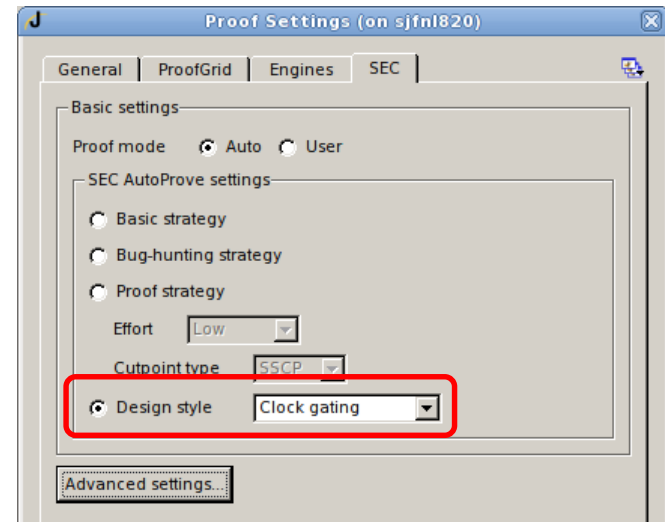 Proof Settings (on sjfnl820)
General ProofGrid Engines SEC
Basic settings
Proof mode Auto User
SEC AutoProve settings
Basic strategy
Bug-hunting strategy
Proof strategy
Effort Low
Cutpoint type SSCP
Design style Clock gating
Advanced settings...